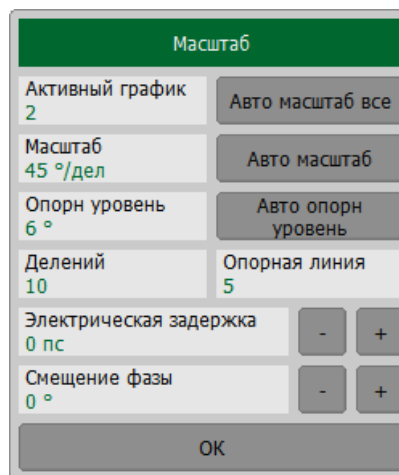 Масштаб
Активный график
2
Авто масштаб все
Масштаб
45 °/дел
Авто масштаб
Опорн уровень
6 °
Авто опорн
уровень
Делений
10
Опорная линия
5
Электрическая задержка
0 пс
-
+
Смещение фазы
0 °
-
+
ОК